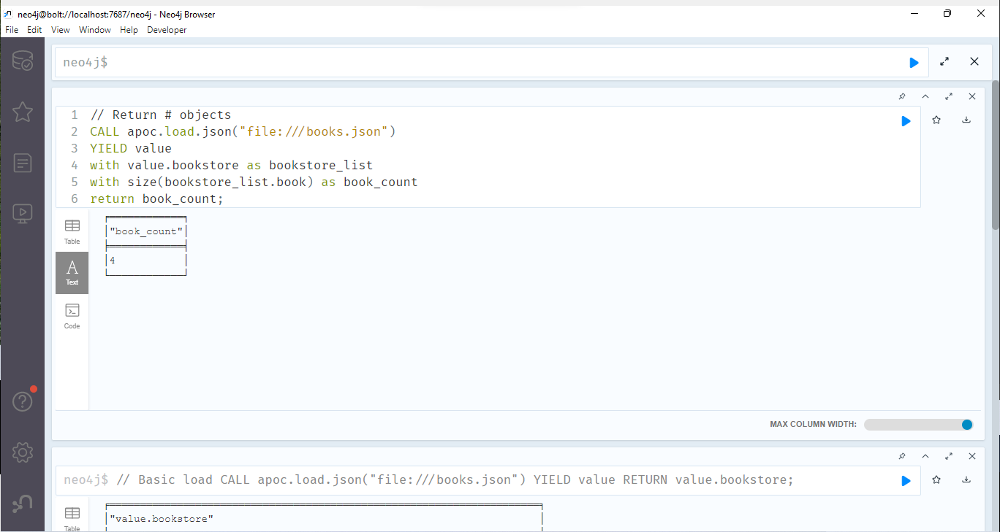 neo4j@bolt://localhost:7687/neo4j - Neo4j Browser
File Edit View Window Help Developer
neo4j$
1 // Return # objects
2 CALL apoc.load.json("file:///books.json")
3 YIELD value
4 with value.bookstore as bookstore_list
5 with size(bookstore_list.book) as book_count
6 return book_count;
Table
"book_count"
4
A
Text
Code
MAX COLUMN WIDTH:
neo4j$ // Basic load CALL apoc.load.json("file:///books.json") YIELD value RETURN value.bookstore;
Table
"value.bookstore"